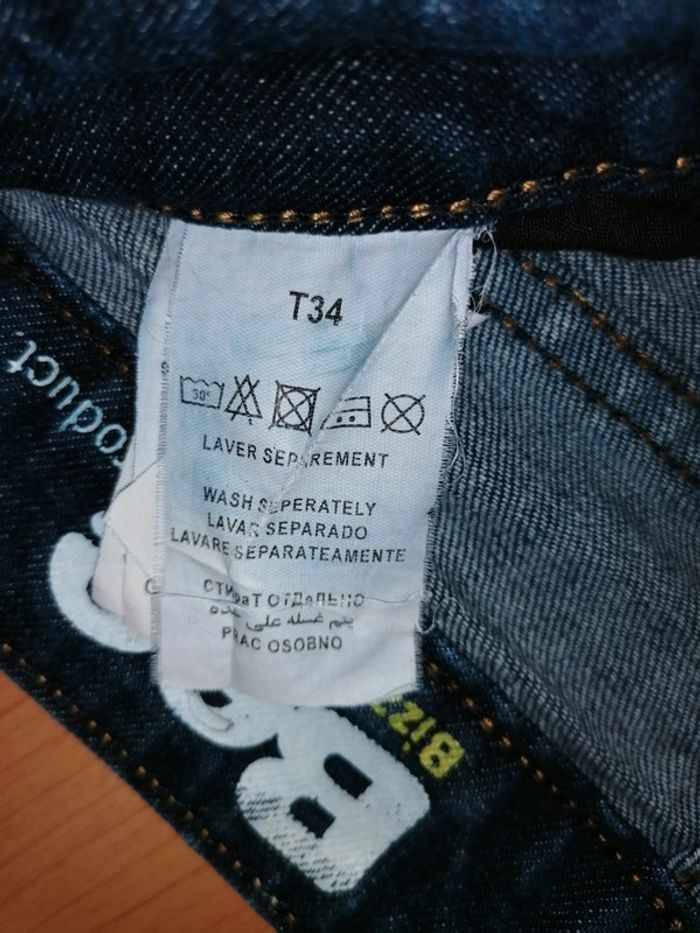 T34
30°
LAVER SEPAREMENT
WASH SEPERATELY
LAVAR SEPARADO
LAVARE SEPARATEAMENTE
СТИРАТ ОТДЕЛЬНО
يتم غسله على حده
PRAC OSOBNO
roduct.
Biz